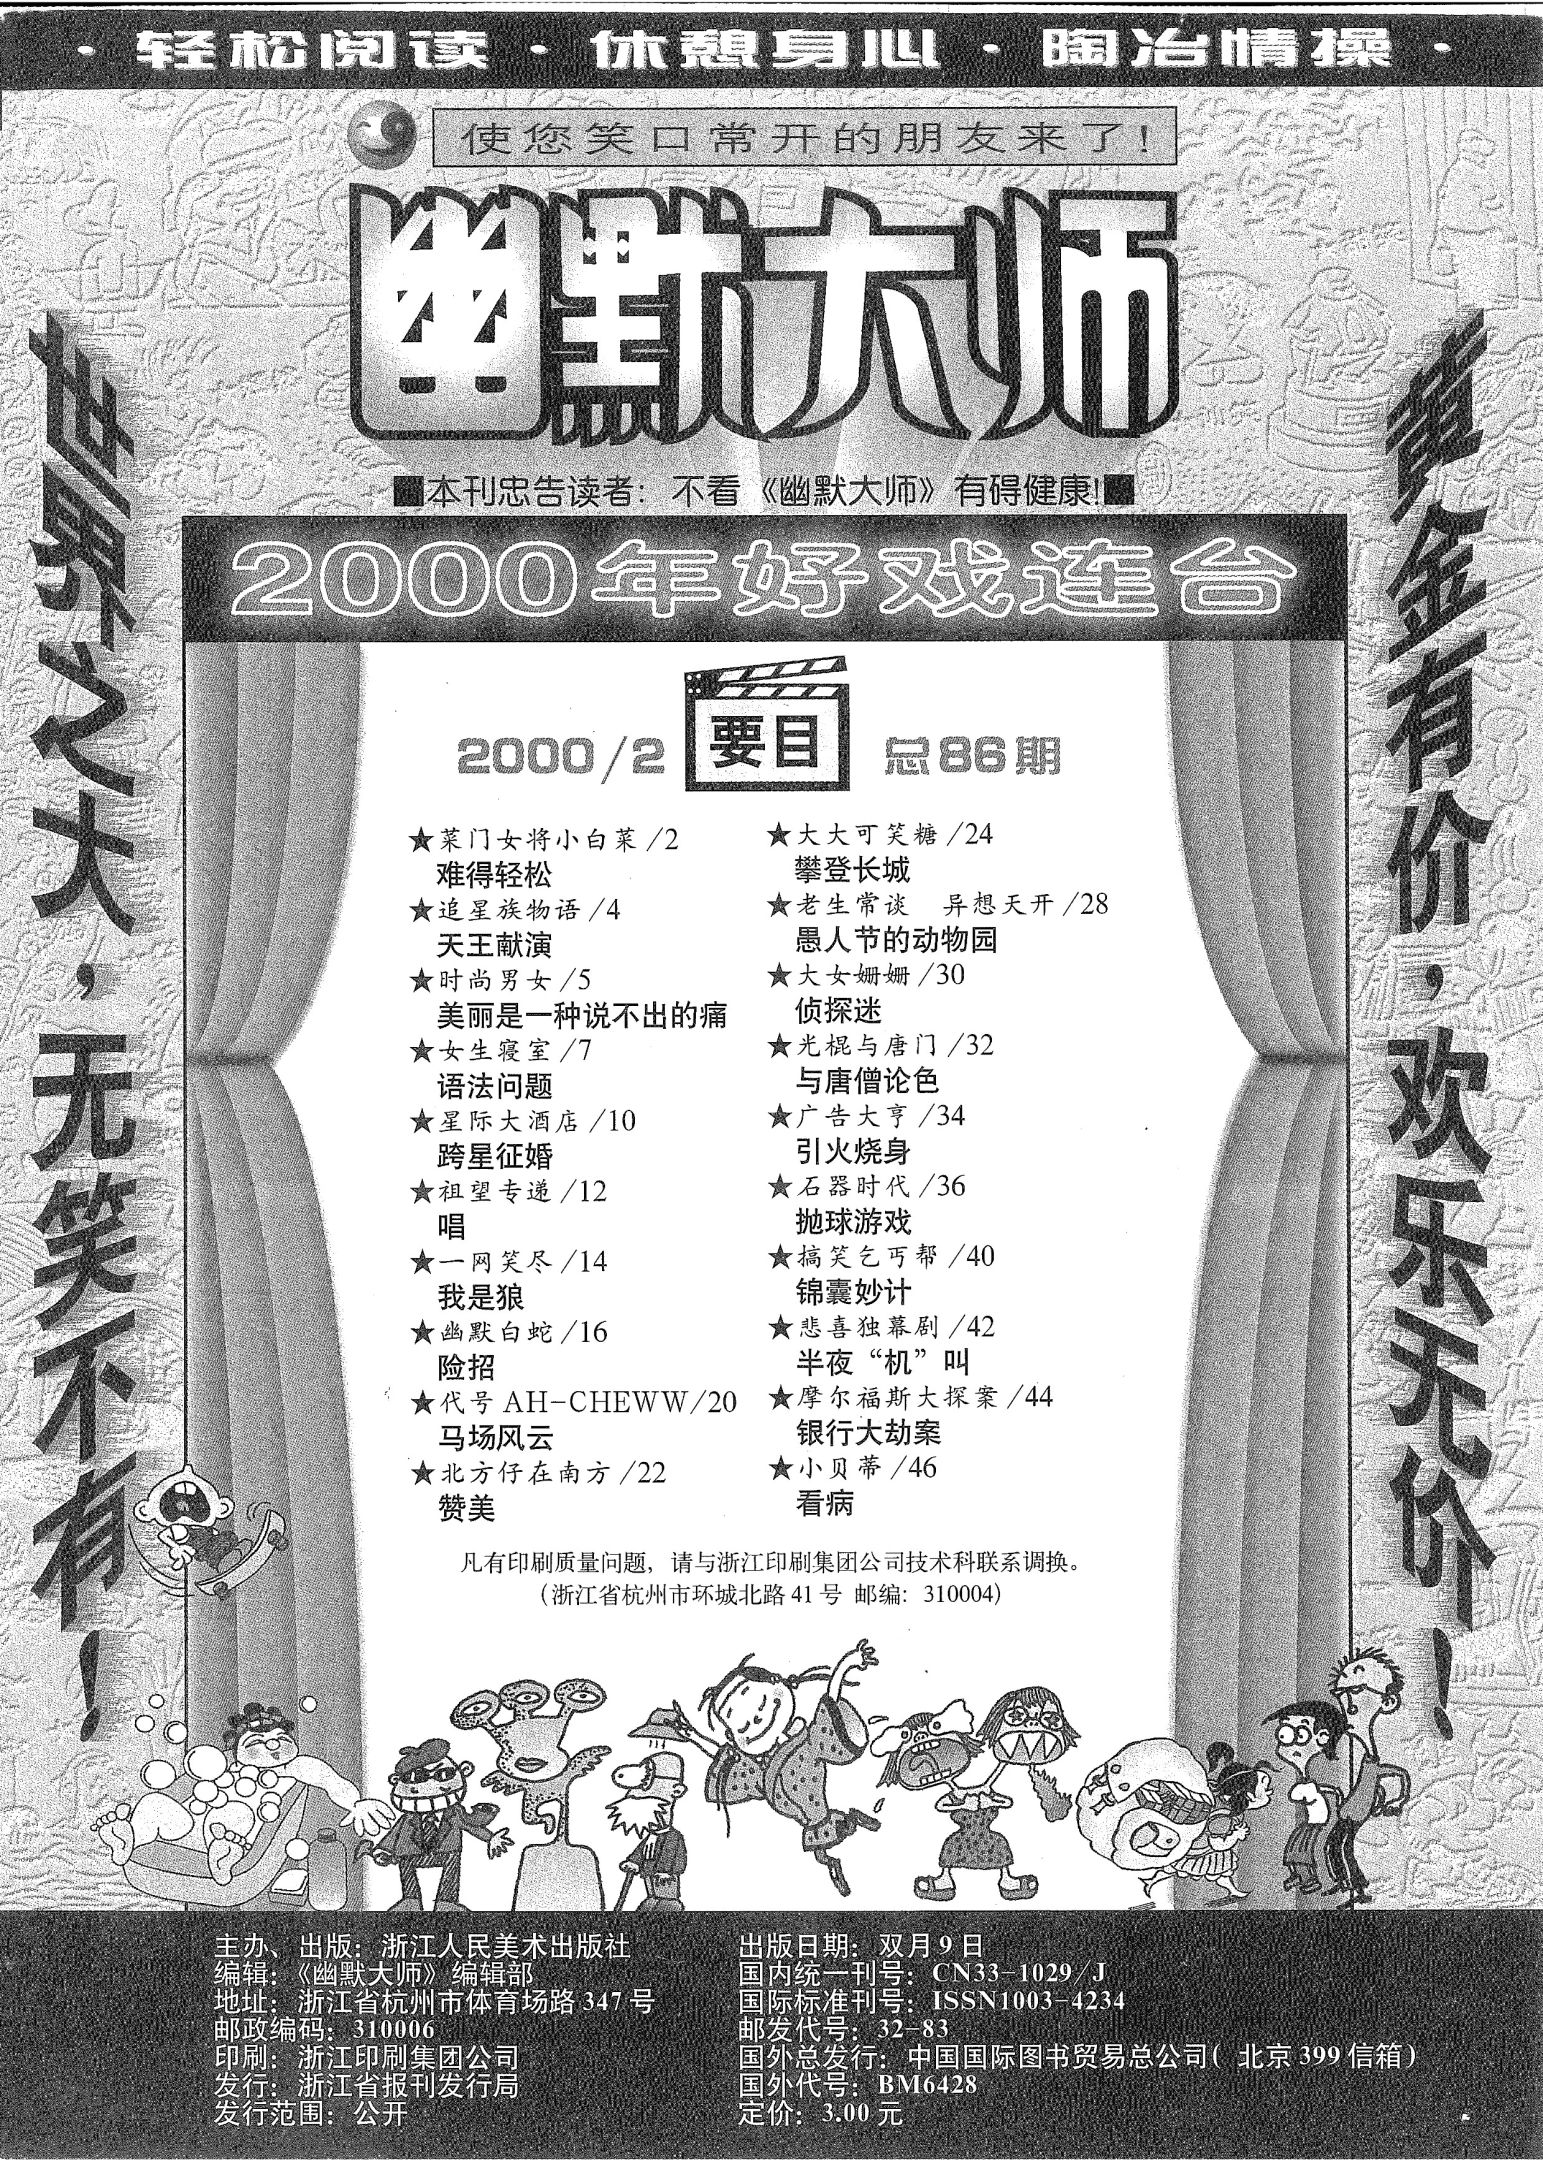 ·轻松阅读·休憩身心·陶冶情操·
使您笑口常开的朋友来了!
幽默大师
■本刊忠告读者：不看《幽默大师》有碍健康!■
世界之大，无笑不有！
黄金有价，欢乐无价！
2000年好戏连台
2000/2 要目 总86期
★菜门女将小白菜/2
难得轻松
★追星族物语/4
天王献演
★时尚男女/5
美丽是一种说不出的痛
★女生寝室/7
语法问题
★星际大酒店/10
跨星征婚
★祖望专递/12
唱
★一网笑尽/14
我是狼
★幽默白蛇/16
险招
★代号 AH-CHEWW/20
马场风云
★北方仔在南方/22
赞美
★大大可笑糖/24
攀登长城
★老生常谈 异想天开/28
愚人节的动物园
★大女姗姗/30
侦探迷
★光棍与唐门/32
与唐僧论色
★广告大亨/34
引火烧身
★石器时代/36
抛球游戏
★搞笑乞丐帮/40
锦囊妙计
★悲喜独幕剧/42
半夜“机”叫
★摩尔福斯大探案/44
银行大劫案
★小贝蒂/46
看病
凡有印刷质量问题，请与浙江印刷集团公司技术科联系调换。
（浙江省杭州市环城北路41号 邮编：310004）
主办、出版：浙江人民美术出版社
编辑：《幽默大师》编辑部
地址：浙江省杭州市体育场路347号
邮政编码：310006
印刷：浙江印刷集团公司
发行：浙江省报刊发行局
发行范围：公开
出版日期：双月9日
国内统一刊号：CN33-1029/J
国际标准刊号：ISSN1003-4234
邮发代号：32-83
国外总发行：中国国际图书贸易总公司（北京399信箱）
国外代号：BM6428
定价：3.00元